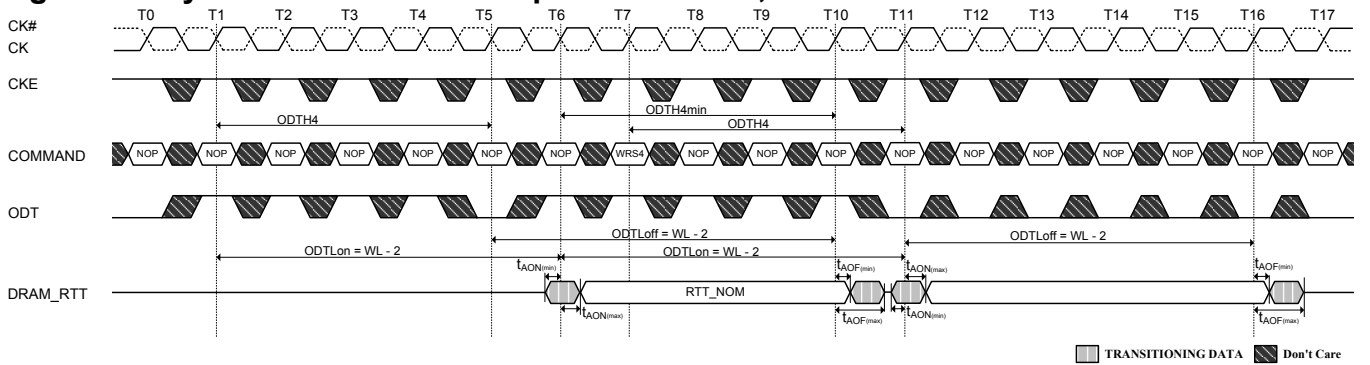 T0 T1 T2 T3 T4 T5 T6 T7 T8 T9 T10 T11 T12 T13 T14 T15 T16 T17
CK#
CK
CKE
ODTH4min
ODTH4
ODTH4
COMMAND
NOP NOP NOP NOP NOP NOP NOP WRS4 NOP NOP NOP NOP NOP NOP NOP NOP NOP NOP
ODT
ODTLoff = WL - 2
ODTLoff = WL - 2
ODTLon = WL - 2
ODTLon = WL - 2
tAON(min)
tAOF(min)
tAON(max)
tAOF(min)
DRAM_RTT
RTT_NOM
tAON(max)
tAOF(max)
tAON(min)
tAOF(max)
TRANSITIONING DATA
Don't Care